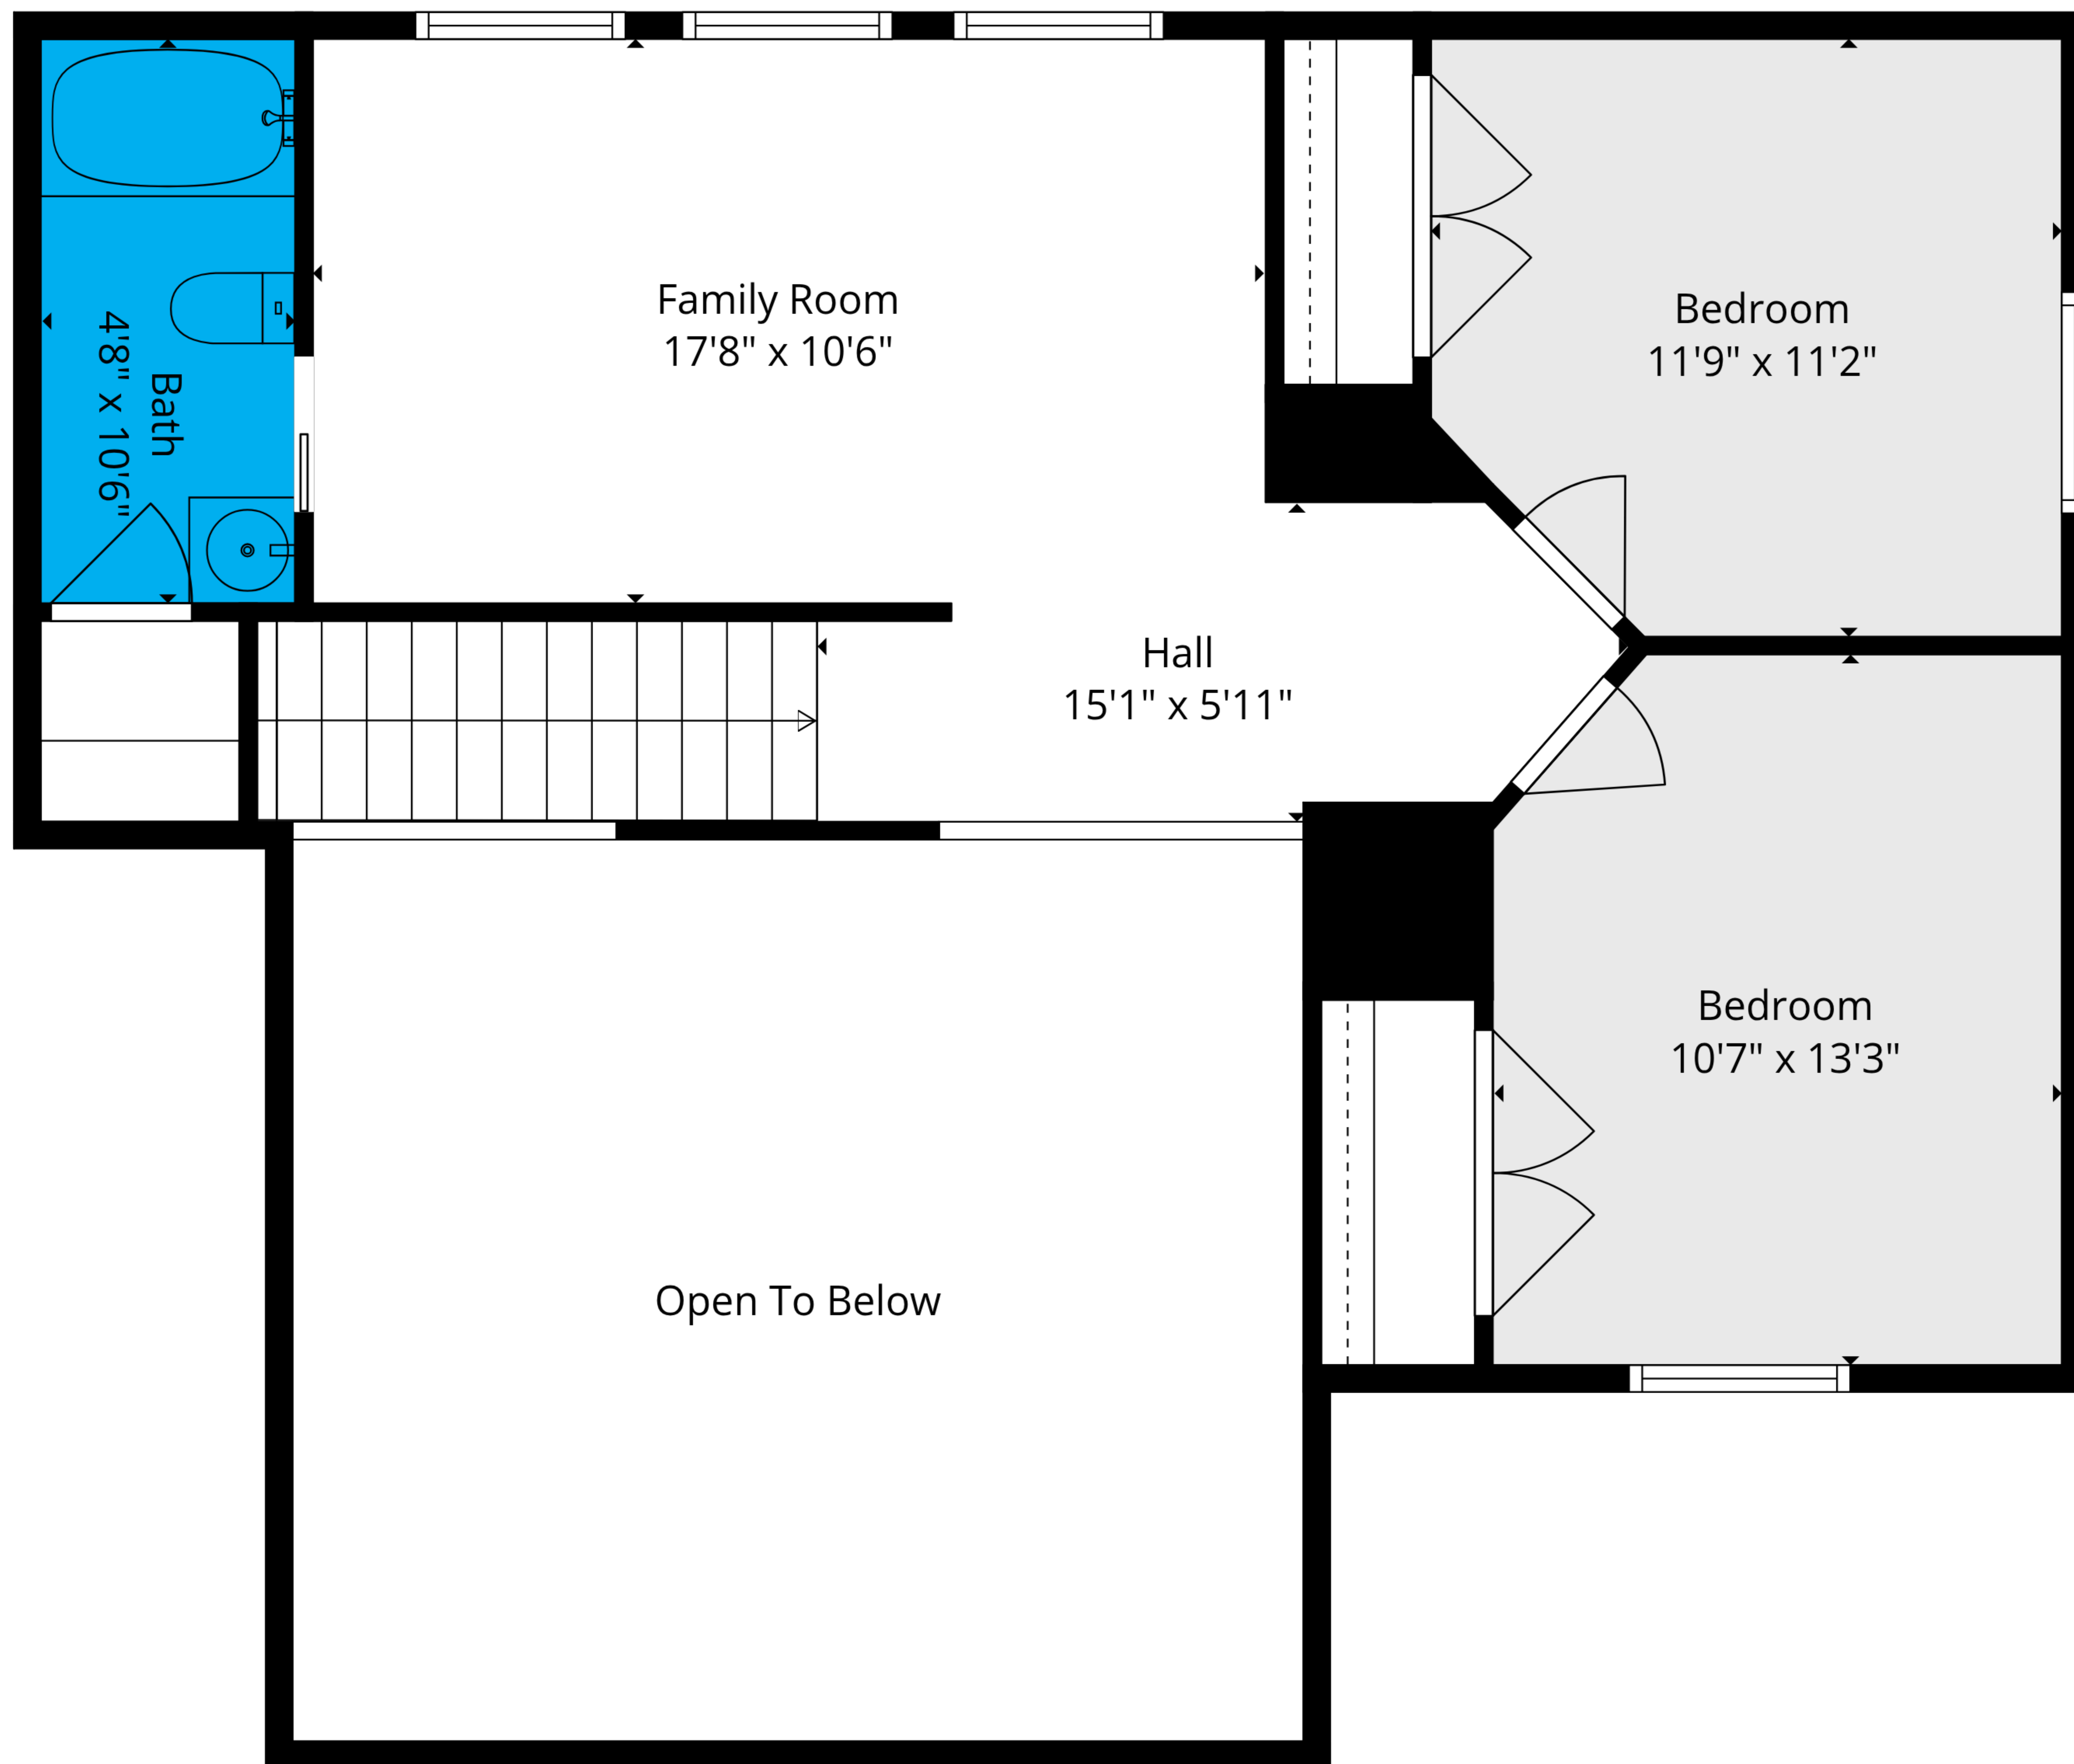 Family Room
17'8" x 10'6"
Bedroom
11'9" x 11'2"
Bath
4'8" x 10'6"
Hall
15'1" x 5'11"
Bedroom
10'7" x 13'3"
Open To Below